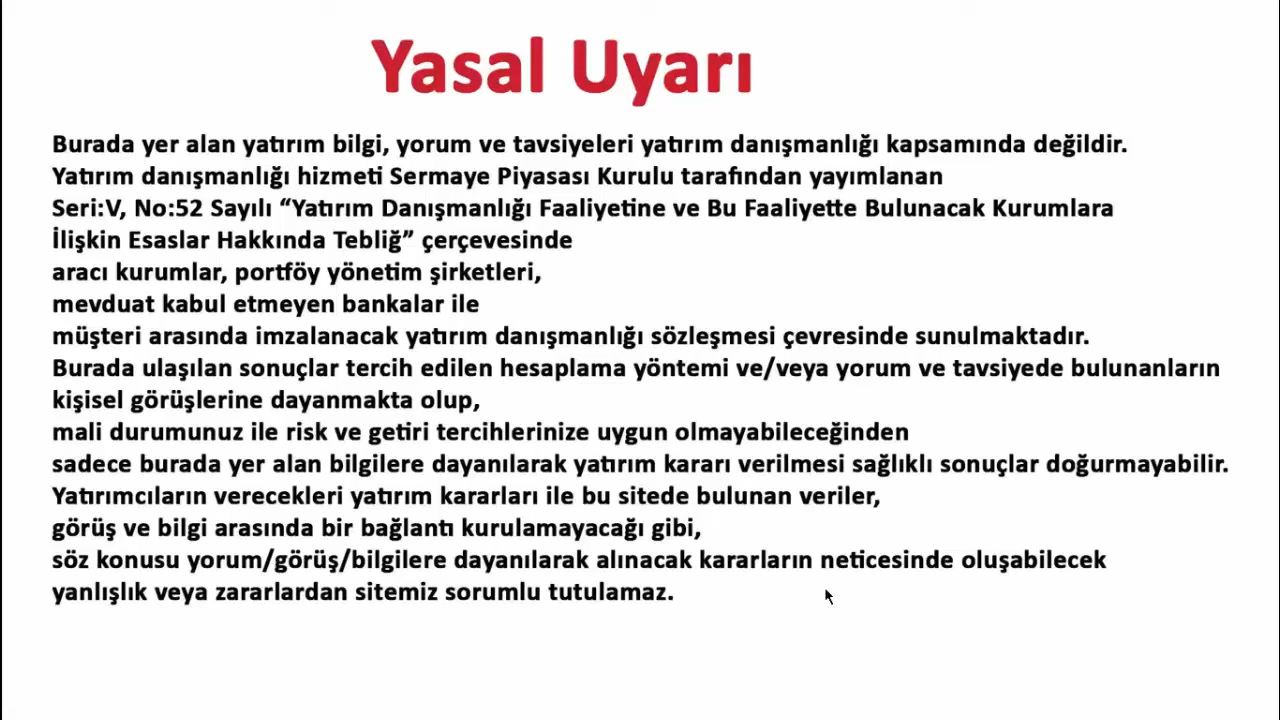 Yasal Uyarı
Burada yer alan yatırım bilgi, yorum ve tavsiyeleri yatırım danışmanlığı kapsamında değildir.
Yatırım danışmanlığı hizmeti Sermaye Piyasası Kurulu tarafından yayımlanan
Seri:V, No:52 Sayılı “Yatırım Danışmanlığı Faaliyetine ve Bu Faaliyette Bulunacak Kurumlara
İlişkin Esaslar Hakkında Tebliğ” çerçevesinde
aracı kurumlar, portföy yönetim şirketleri,
mevduat kabul etmeyen bankalar ile
müşteri arasında imzalanacak yatırım danışmanlığı sözleşmesi çevresinde sunulmaktadır.
Burada ulaşılan sonuçlar tercih edilen hesaplama yöntemi ve/veya yorum ve tavsiyede bulunanların
kişisel görüşlerine dayanmakta olup,
mali durumunuz ile risk ve getiri tercihlerinize uygun olmayabileceğinden
sadece burada yer alan bilgilere dayanılarak yatırım kararı verilmesi sağlıklı sonuçlar doğurmayabilir.
Yatırımcıların verecekleri yatırım kararları ile bu sitede bulunan veriler,
görüş ve bilgi arasında bir bağlantı kurulamayacağı gibi,
söz konusu yorum/görüş/bilgilere dayanılarak alınacak kararların neticesinde oluşabilecek
yanlışlık veya zararlardan sitemiz sorumlu tutulamaz.